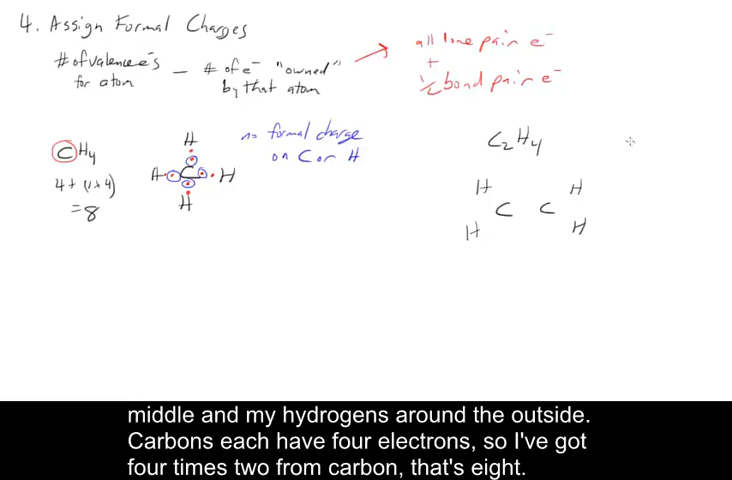 4. Assign Formal Charges
# of valence e⁻s for atom — # of e⁻ "owned" by that atom
all lone pair e⁻
+
1/2 bond pair e⁻
CH₄
4 + (1×4)
= 8
H
H C H
H
no formal charge
on C or H
C₂H₄
H H
C C
H H
middle and my hydrogens around the outside.
Carbons each have four electrons, so I've got
four times two from carbon, that's eight.